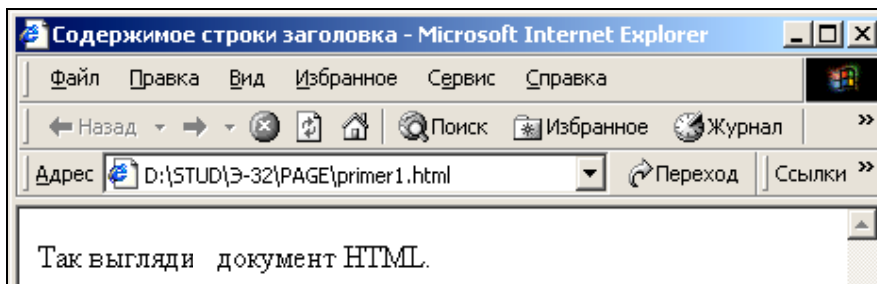 Содержимое строки заголовка - Microsoft Internet Explorer
Файл Правка Вид Избранное Сервис Справка
Назад Поиск Избранное Журнал »
Адрес D:\STUD\Э-32\PAGE\primer1.html Переход Ссылки »
Так выгляди документ HTML.